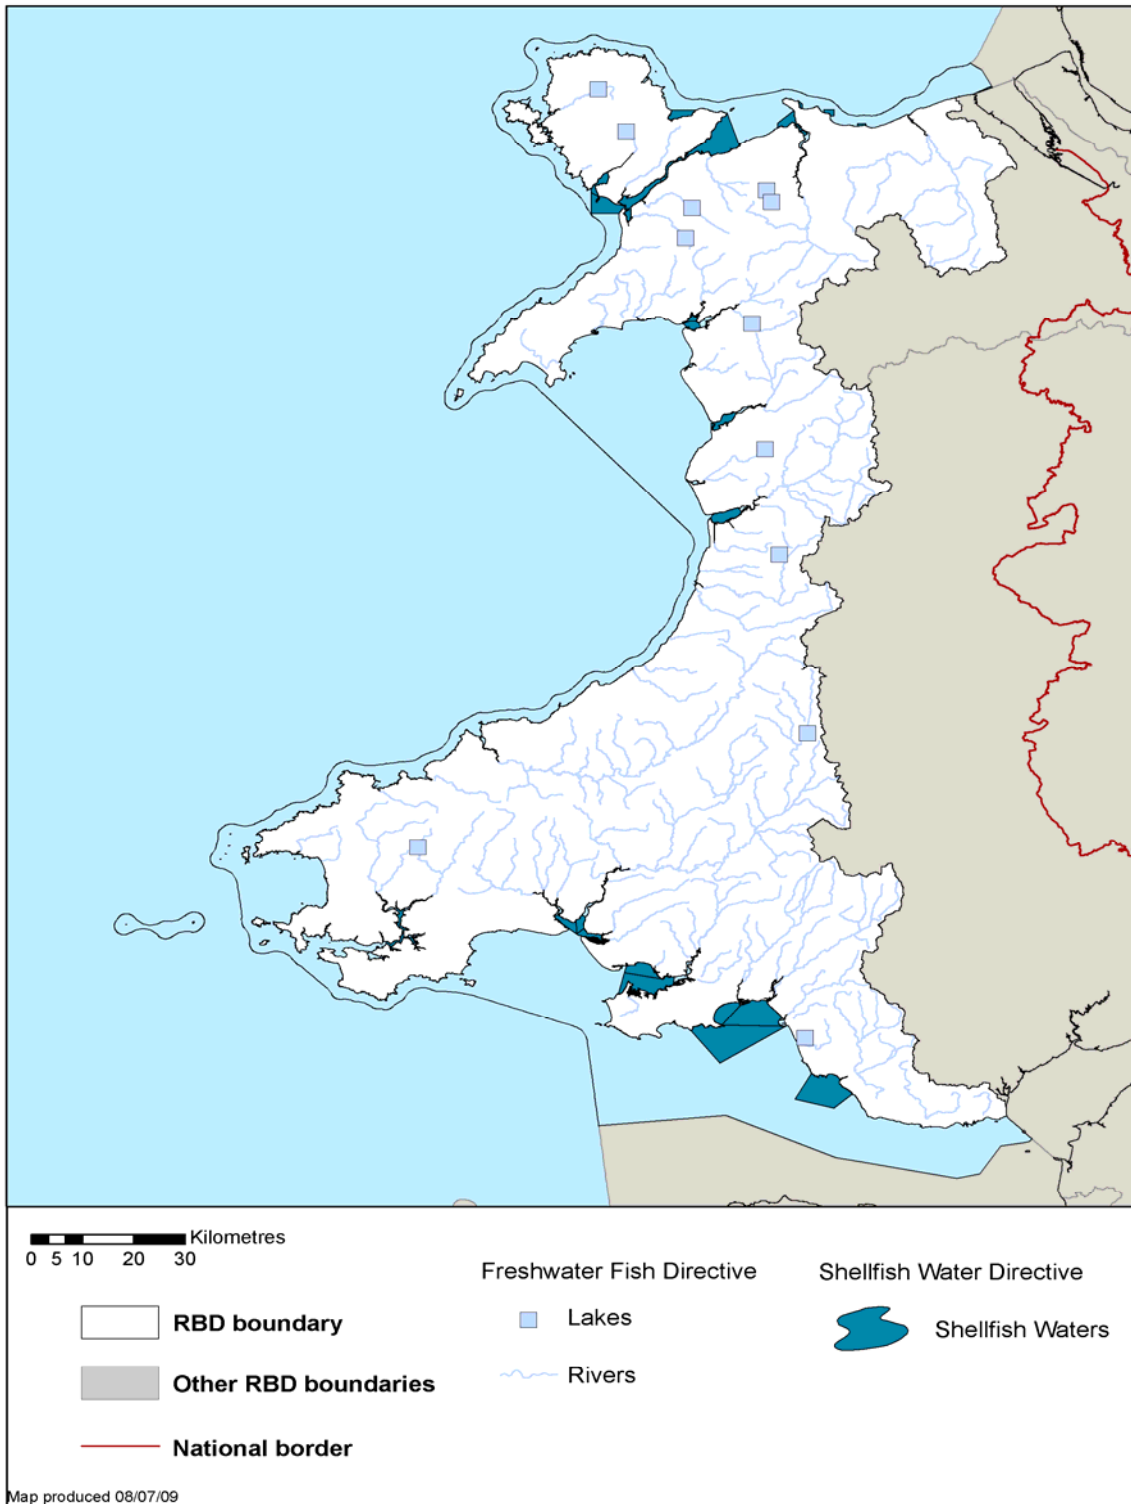 Kilometres
0 5 10 20 30
Freshwater Fish Directive
Shellfish Water Directive
RBD boundary
Lakes
Shellfish Waters
Other RBD boundaries
Rivers
National border
Map produced 08/07/09